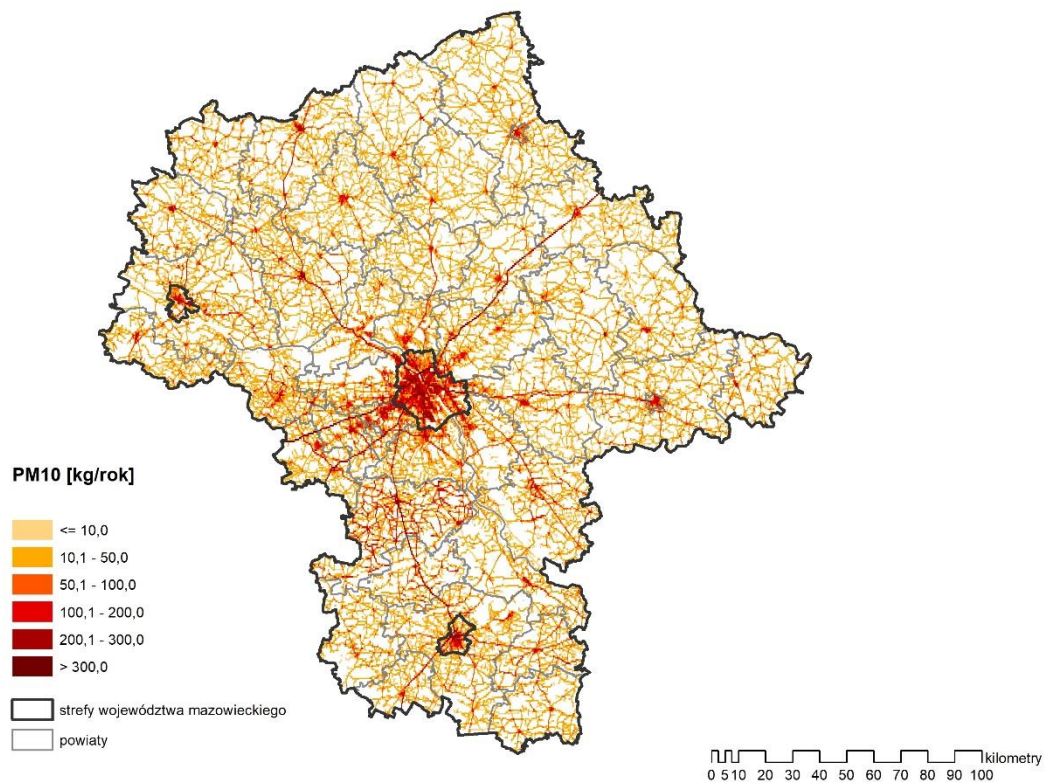 PM10 [kg/rok]
<= 10,0
10,1 - 50,0
50,1 - 100,0
100,1 - 200,0
200,1 - 300,0
> 300,0
strefy województwa mazowieckiego
powiaty
kilometry
0 5 10 20 30 40 50 60 70 80 90 100